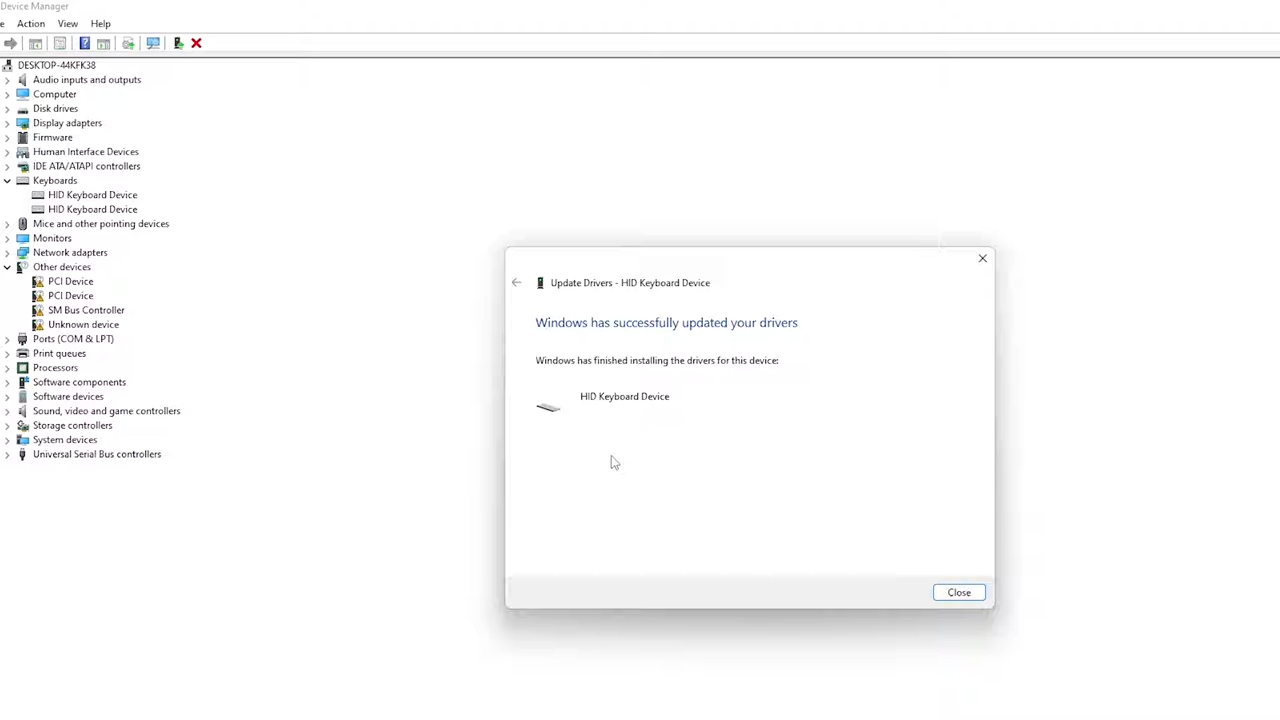 Device Manager
e Action View Help
DESKTOP-44KFK38
Audio inputs and outputs
Computer
Disk drives
Display adapters
Firmware
Human Interface Devices
IDE ATA/ATAPI controllers
Keyboards
HID Keyboard Device
HID Keyboard Device
Mice and other pointing devices
Monitors
Network adapters
Other devices
PCI Device
PCI Device
SM Bus Controller
Unknown device
Ports (COM & LPT)
Print queues
Processors
Software components
Software devices
Sound, video and game controllers
Storage controllers
System devices
Universal Serial Bus controllers
Update Drivers - HID Keyboard Device
Windows has successfully updated your drivers
Windows has finished installing the drivers for this device:
HID Keyboard Device
Close